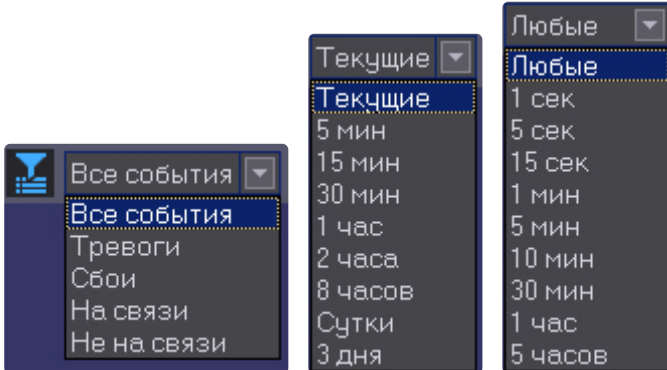 Все события
Все события
Тревоги
Сбои
На связи
Не на связи
Текущие
Текущие
5 мин
15 мин
30 мин
1 час
2 часа
8 часов
Сутки
3 дня
Любые
Любые
1 сек
5 сек
15 сек
1 мин
5 мин
10 мин
30 мин
1 час
5 часов